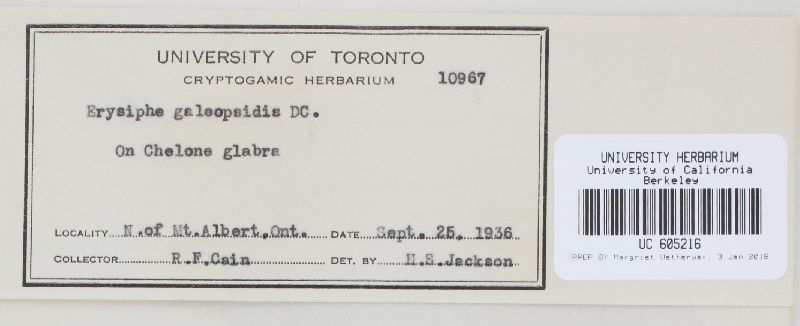 UNIVERSITY OF TORONTO
CRYPTOGAMIC HERBARIUM 10967
Erysiphe galeopsidis DC.
On Chelone glabra
LOCALITY N. of Mt. Albert, Ont. DATE Sept. 25, 1936
COLLECTOR R.F. Cain DET. BY H.S. Jackson
UNIVERSITY HERBARIUM
University of California
Berkeley
UC 605216
PREP BY Margriet Wetherwax, 3 Jan 2018